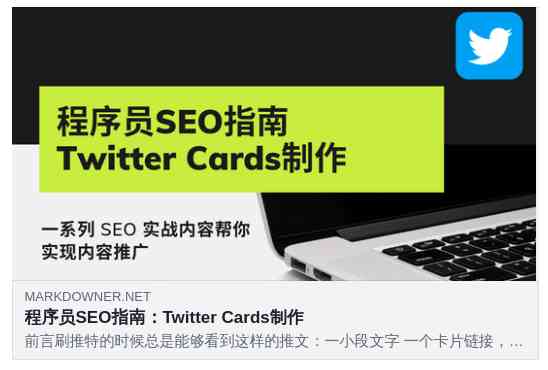 程序员SEO指南
Twitter Cards制作
一系列 SEO 实战内容帮你
实现内容推广
MARKDOWNER.NET
程序员SEO指南：Twitter Cards制作
前言刷推特的时候总是能够看到这样的推文：一小段文字 一个卡片链接，...